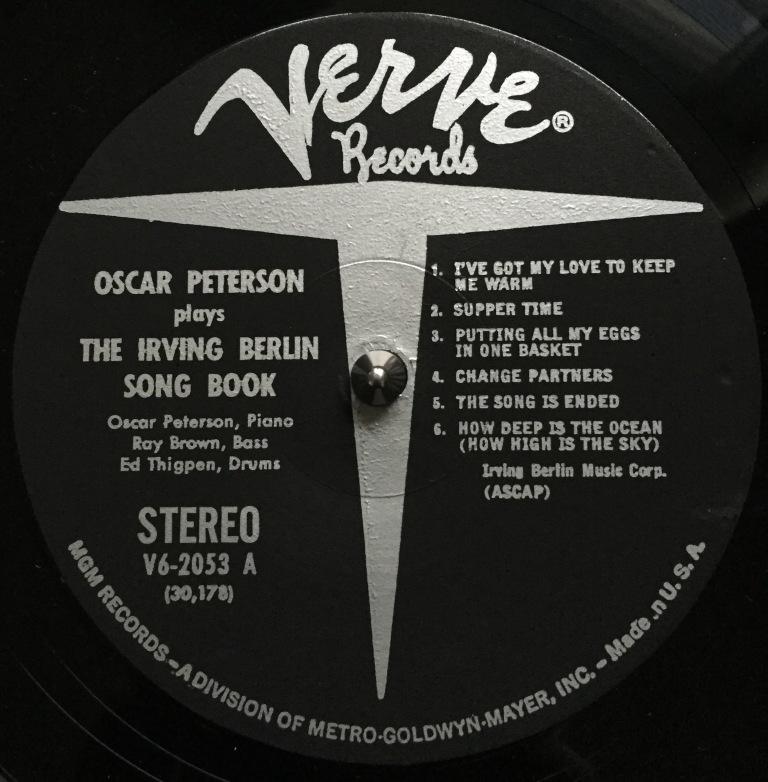 Verve®
Records
OSCAR PETERSON
plays
THE IRVING BERLIN
SONG BOOK
Oscar Peterson, Piano
Ray Brown, Bass
Ed Thigpen, Drums
STEREO
V6-2053 A
(30,178)
1. I'VE GOT MY LOVE TO KEEP
ME WARM
2. SUPPER TIME
3. PUTTING ALL MY EGGS
IN ONE BASKET
4. CHANGE PARTNERS
5. THE SONG IS ENDED
6. HOW DEEP IS THE OCEAN
(HOW HIGH IS THE SKY)
Irving Berlin Music Corp.
(ASCAP)
MGM RECORDS – A DIVISION OF METRO-GOLDWYN-MAYER, INC. – Made in U. S. A.